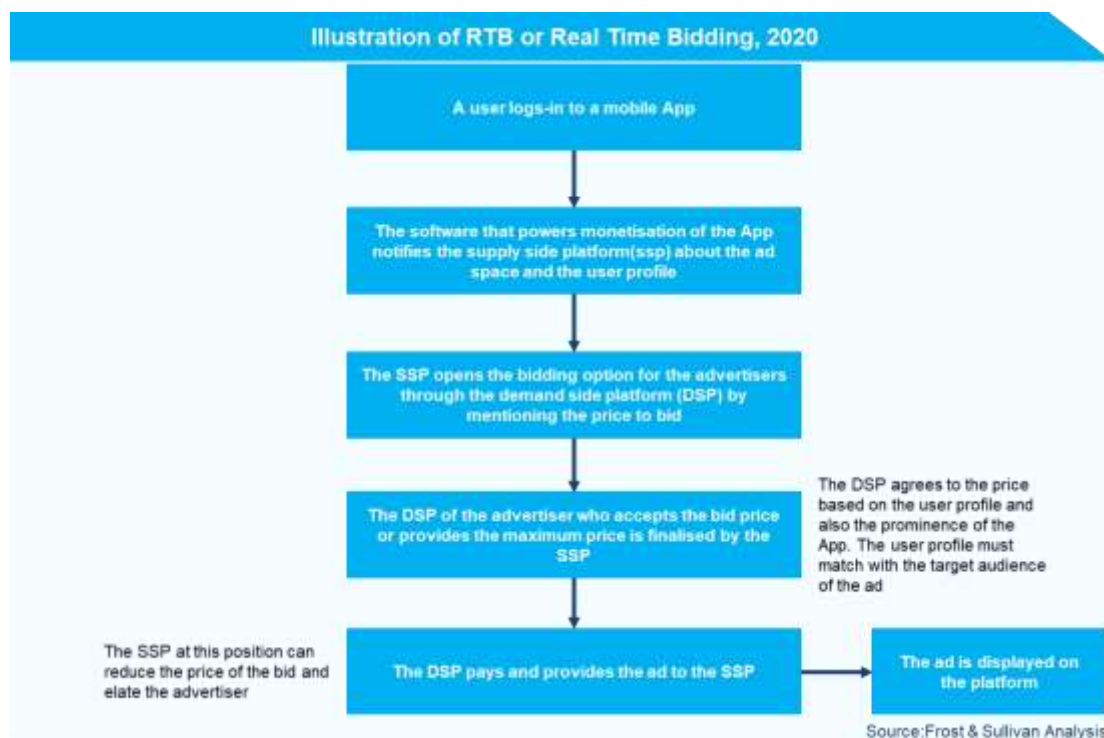 Illustration of RTB or Real Time Bidding, 2020
A user logs-in to a mobile App
The software that powers monetisation of the App
notifies the supply side platform(ssp) about the ad
space and the user profile
The SSP opens the bidding option for the advertisers
through the demand side platform (DSP) by
mentioning the price to bid
The DSP of the advertiser who accepts the bid price
or provides the maximum price is finalised by the
SSP
The DSP agrees to the price
based on the user profile and
also the prominence of the
App. The user profile must
match with the target audience
of the ad
The SSP at this position can
reduce the price of the bid and
elate the advertiser
The DSP pays and provides the ad to the SSP
The ad is displayed on
the platform
Source:Frost & Sullivan Analysis